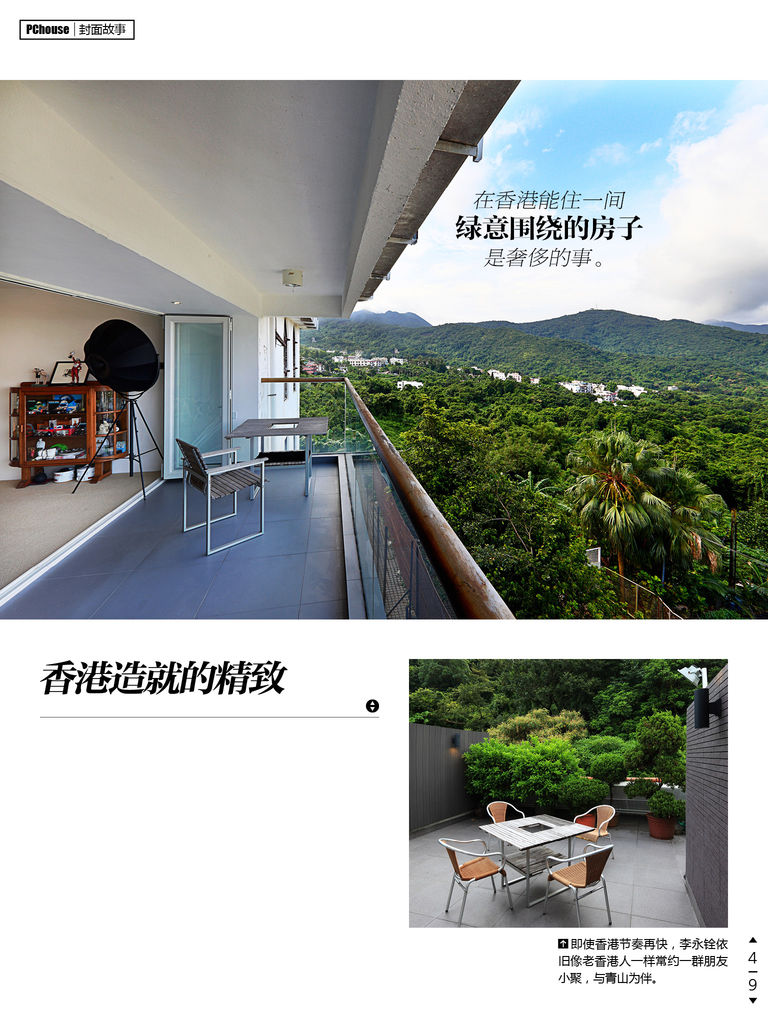 PChouse 封面故事
在香港能住一间
绿意围绕的房子
是奢侈的事。
香港造就的精致
即使香港节奏再快，李永铨依
旧像老香港人一样常约一群朋友
小聚，与青山为伴。
4
9